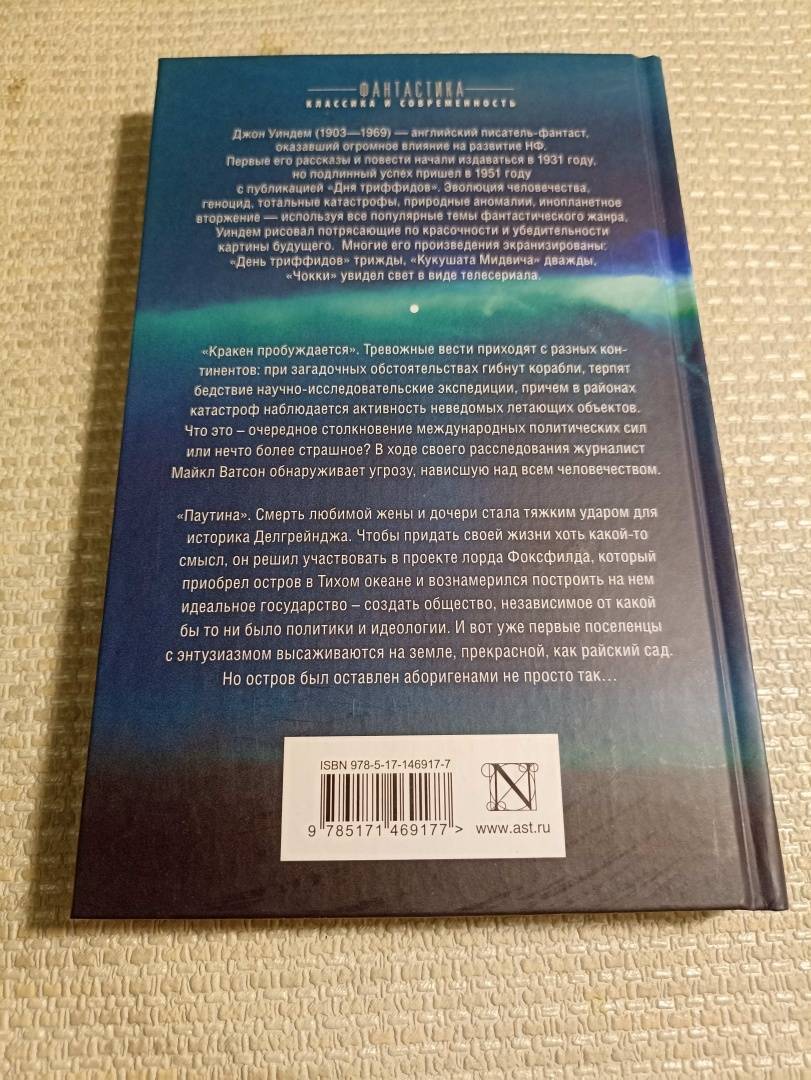 ФАНТАСТИКА
КЛАССИКА И СОВРЕМЕННОСТЬ
Джон Уиндем (1903—1969) — английский писатель-фантаст,
оказавший огромное влияние на развитие НФ.
Первые его рассказы и повести начали издаваться в 1931 году,
но подлинный успех пришел в 1951 году
с публикацией «Дня триффидов». Эволюция человечества,
геноцид, тотальные катастрофы, природные аномалии, инопланетное
вторжение — используя все популярные темы фантастического жанра,
Уиндем рисовал потрясающие по красочности и убедительности
картины будущего. Многие его произведения экранизированы:
«День триффидов» трижды, «Кукушата Мидвича» дважды,
«Чокки» увидел свет в виде телесериала.
«Кракен пробуждается». Тревожные вести приходят с разных кон-
тинентов: при загадочных обстоятельствах гибнут корабли, терпят
бедствие научно-исследовательские экспедиции, причем в районах
катастроф наблюдается активность неведомых летающих объектов.
Что это – очередное столкновение международных политических сил
или нечто более страшное? В ходе своего расследования журналист
Майкл Ватсон обнаруживает угрозу, нависшую над всем человечеством.
«Паутина». Смерть любимой жены и дочери стала тяжким ударом для
историка Делгрейнджа. Чтобы придать своей жизни хоть какой-то
смысл, он решил участвовать в проекте лорда Фоксфилда, который
приобрел остров в Тихом океане и вознамерился построить на нем
идеальное государство – создать общество, независимое от какой
бы то ни было политики и идеологии. И вот уже первые поселенцы
с энтузиазмом высаживаются на земле, прекрасной, как райский сад.
Но остров был оставлен аборигенами не просто так...
ISBN 978-5-17-146917-7
9 785171 469177 >
N
www.ast.ru